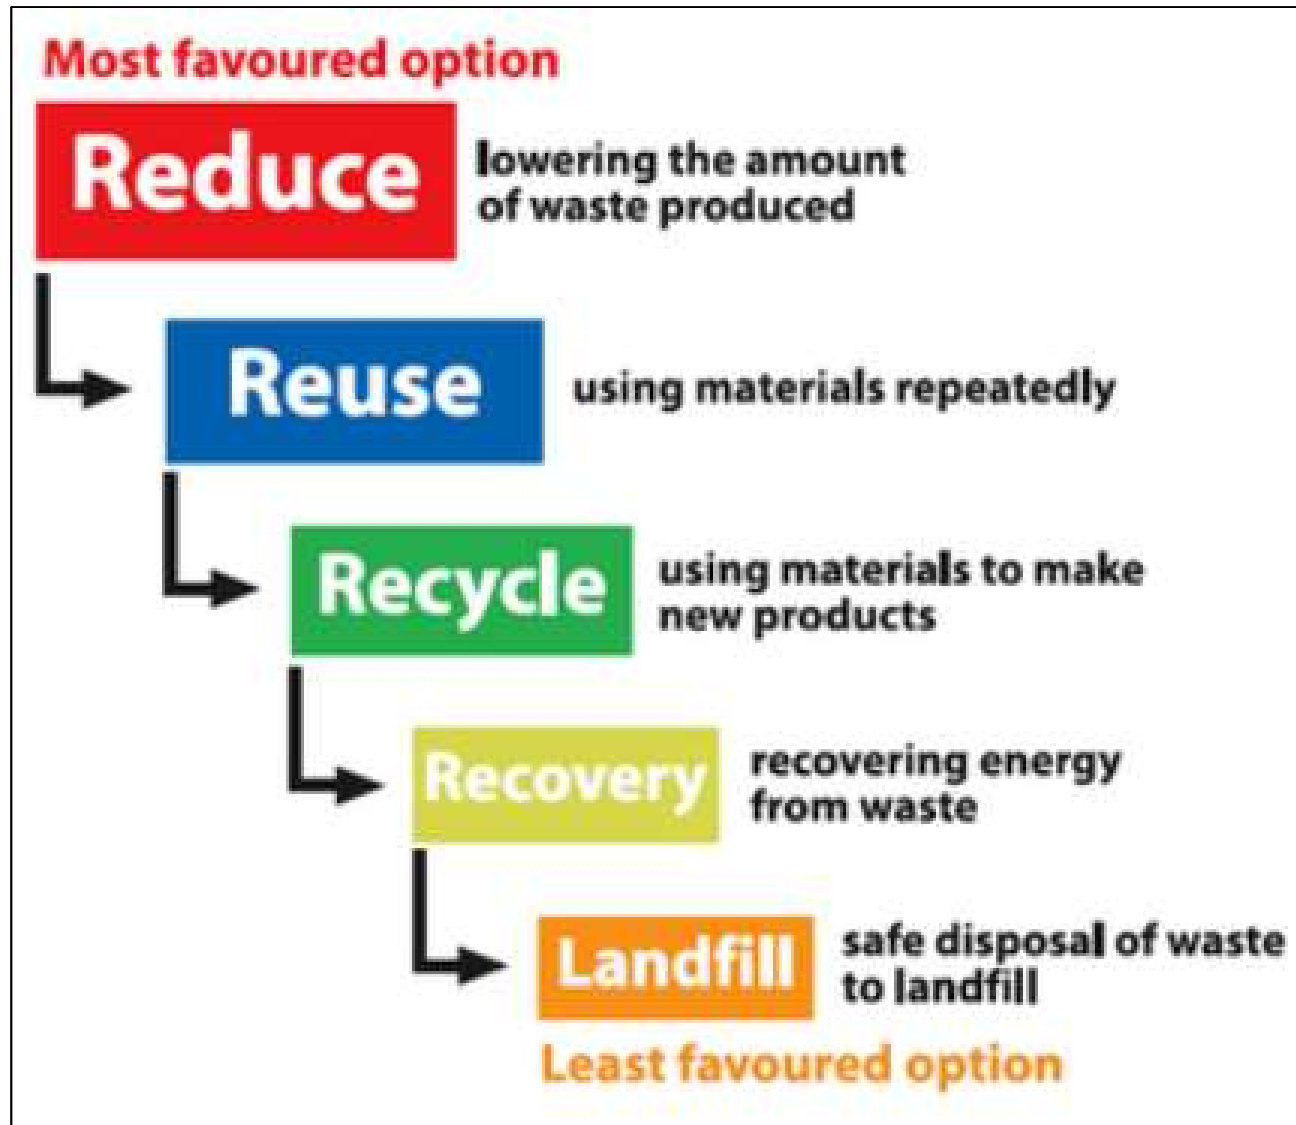 Most favoured option
Reduce
lowering the amount
of waste produced
Reuse
using materials repeatedly
Recycle
using materials to make
new products
Recovery
recovering energy
from waste
Landfill
safe disposal of waste
to landfill
Least favoured option